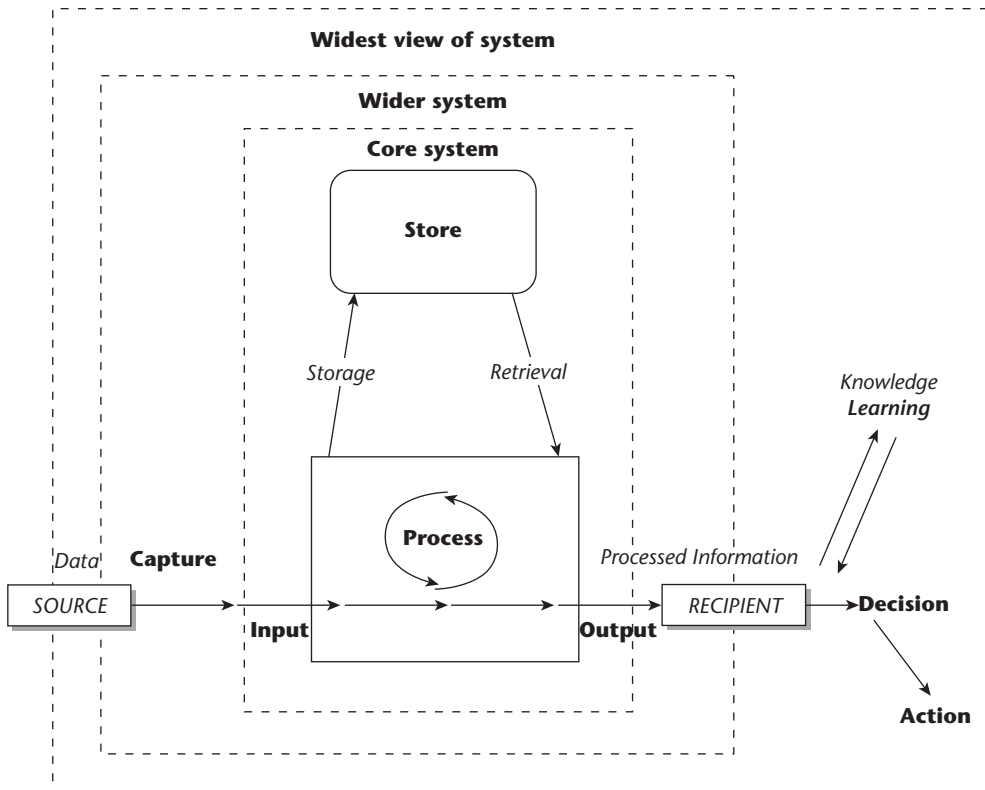 Widest view of system
Wider system
Core system
Store
Storage
Retrieval
Knowledge
Learning
Process
Data
Capture
Processed Information
SOURCE
RECIPIENT
Decision
Input
Output
Action